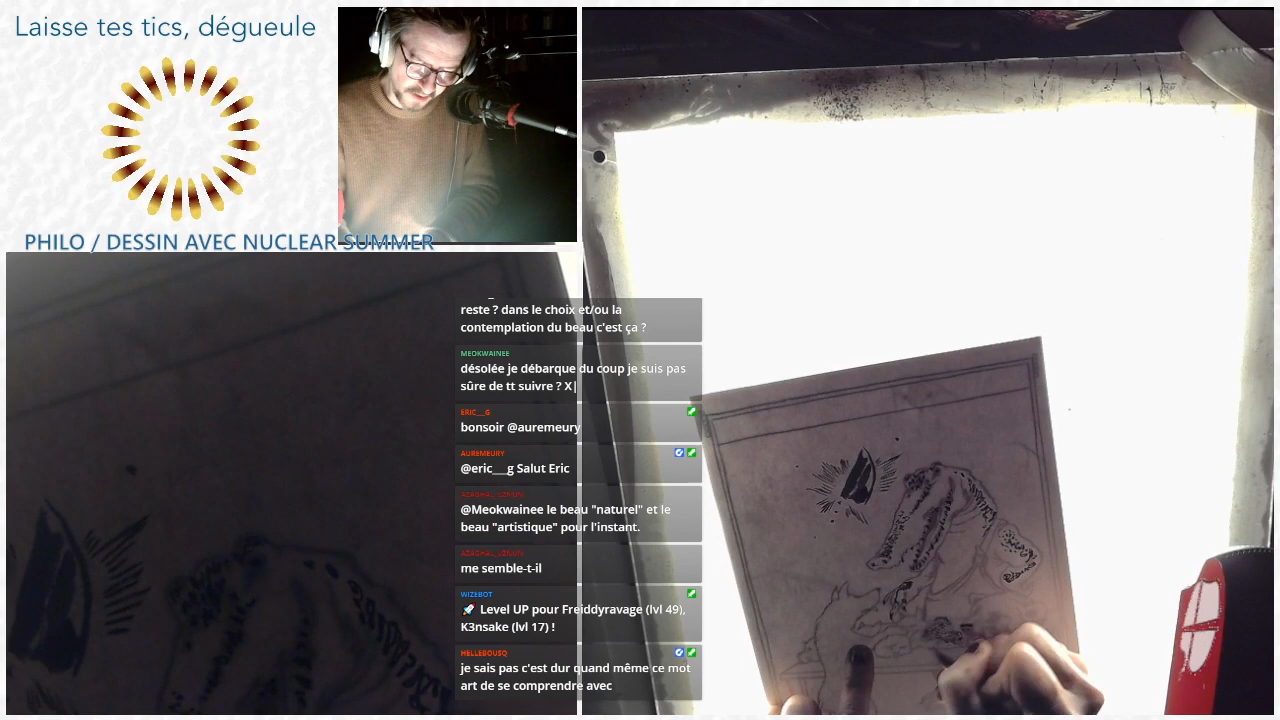 Laisse tes tics, dégueule
PHILO / DESSIN AVEC NUCLEAR SUMMER
reste ? dans le choix et/ou la
contemplation du beau c'est ça ?
MEOKWAINEE
désolée je débarque du coup je suis pas
sûre de tt suivre ? X|
ERIC__G
bonsoir @auremeury
AUREMEURY
@eric__g Salut Eric
AZAGHAL_UZMUN
@Meokwainee le beau "naturel" et le
beau "artistique" pour l'instant.
AZAGHAL_UZMUN
me semble-t-il
WIZEBOT
🚀 Level UP pour Freiddyravage (lvl 49),
K3nsake (lvl 17) !
HELLEBOUSQ
je sais pas c'est dur quand même ce mot
art de se comprendre avec